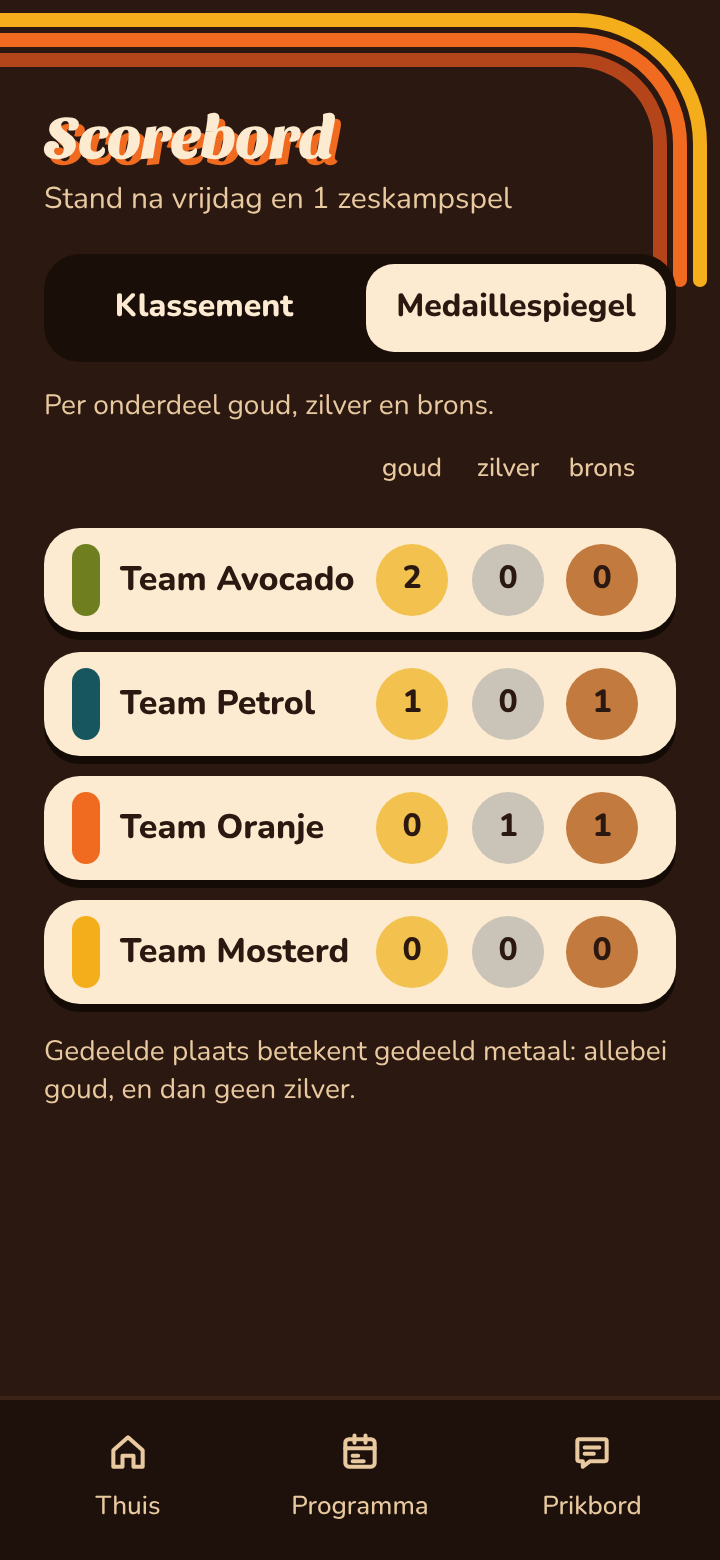 Scorebord
Stand na vrijdag en 1 zeskampspel
Klassement Medaillespiegel
Per onderdeel goud, zilver en brons.
goud zilver brons
Team Avocado 2 0 0
Team Petrol 1 0 1
Team Oranje 0 1 1
Team Mosterd 0 0 0
Gedeelde plaats betekent gedeeld metaal: allebei
goud, en dan geen zilver.
Thuis Programma Prikbord